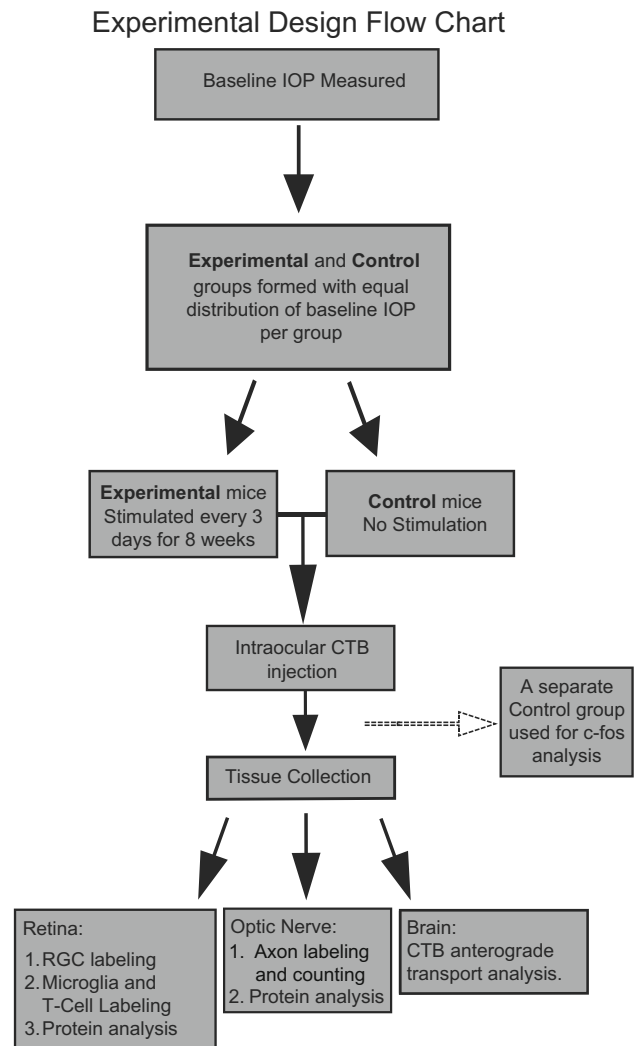 Experimental Design Flow Chart
Baseline IOP Measured
Experimental and Control
groups formed with equal
distribution of baseline IOP
per group
Experimental mice
Stimulated every 3
days for 8 weeks
Control mice
No Stimulation
Intraocular CTB
injection
A separate
Control group
used for c-fos
analysis
Tissue Collection
Retina:
1. RGC labeling
2. Microglia and
T-Cell Labeling
3. Protein analysis
Optic Nerve:
1. Axon labeling
and counting
2. Protein analysis
Brain:
CTB anterograde
transport analysis.